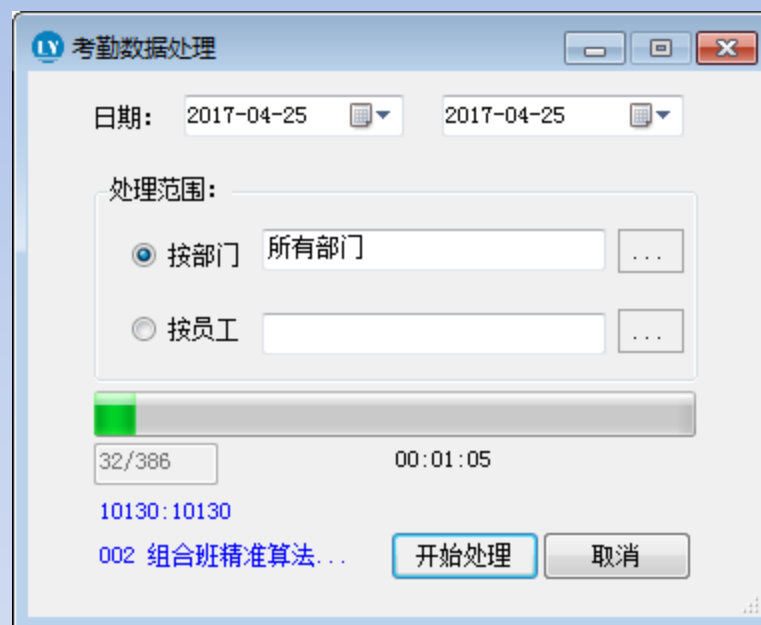 LY 考勤数据处理
日期: 2017-04-25 2017-04-25
处理范围:
按部门 所有部门 ...
按员工 ...
32/386 00:01:05
10130:10130
002 组合班精准算法... 开始处理 取消